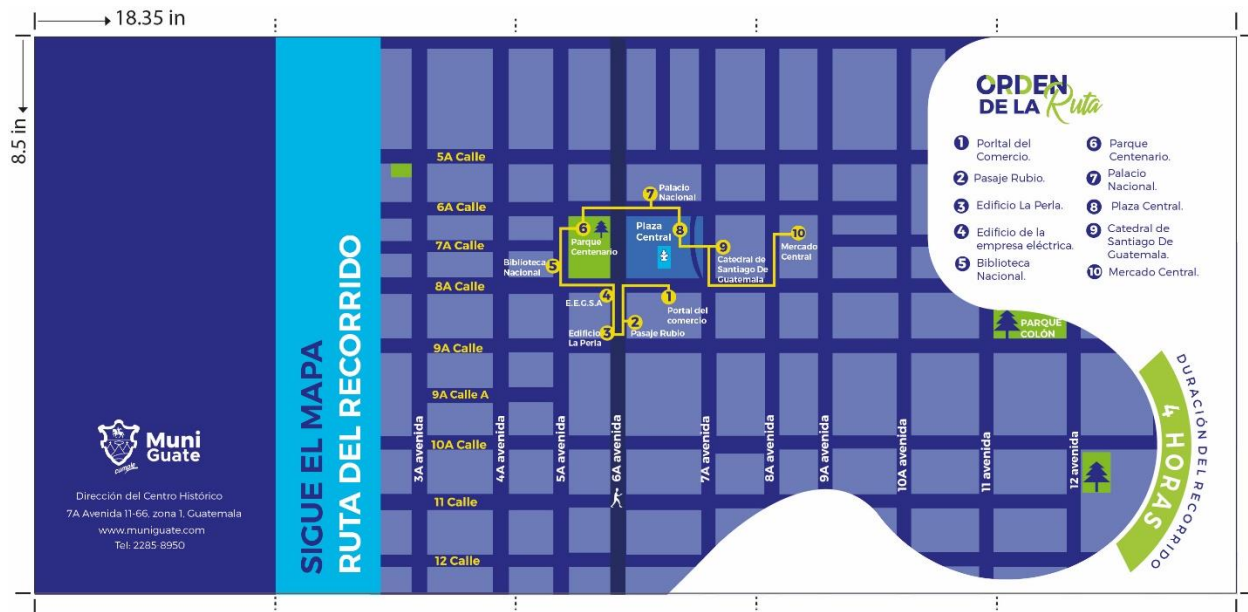 18.35 in
8.5 in
Muni
Guate
cumple
Dirección del Centro Histórico
7A Avenida 11-66, zona 1, Guatemala
www.muniguate.com
Tel: 2285-8950
SIGUE EL MAPA
RUTA DEL RECORRIDO
5A Calle
6A Calle
7A Calle
8A Calle
9A Calle
9A Calle A
10A Calle
11 Calle
12 Calle
3A avenida
4A avenida
5A avenida
6A avenida
7A avenida
8A avenida
9A avenida
10A avenida
11 avenida
12 avenida
7 Palacio
Nacional
6
Parque
Centenario
Plaza
Central
8
9
Catedral de
Santiago De
Guatemala
10
Mercado
Central
Biblioteca
Nacional
5
4
E.E.G.S.A
1
Portal del
comercio
2
Pasaje Rubio
3
Edificio
La Perla
PARQUE
COLÓN
ORDEN
DE LA Ruta
1 Porltal del
Comercio.
2 Pasaje Rubio.
3 Edificio La Perla.
4 Edificio de la
empresa eléctrica.
5 Biblioteca
Nacional.
6 Parque
Centenario.
7 Palacio
Nacional.
8 Plaza Central.
9 Catedral de
Santiago De
Guatemala.
10 Mercado Central.
DURACIÓN DEL RECORRIDO
4 HORAS